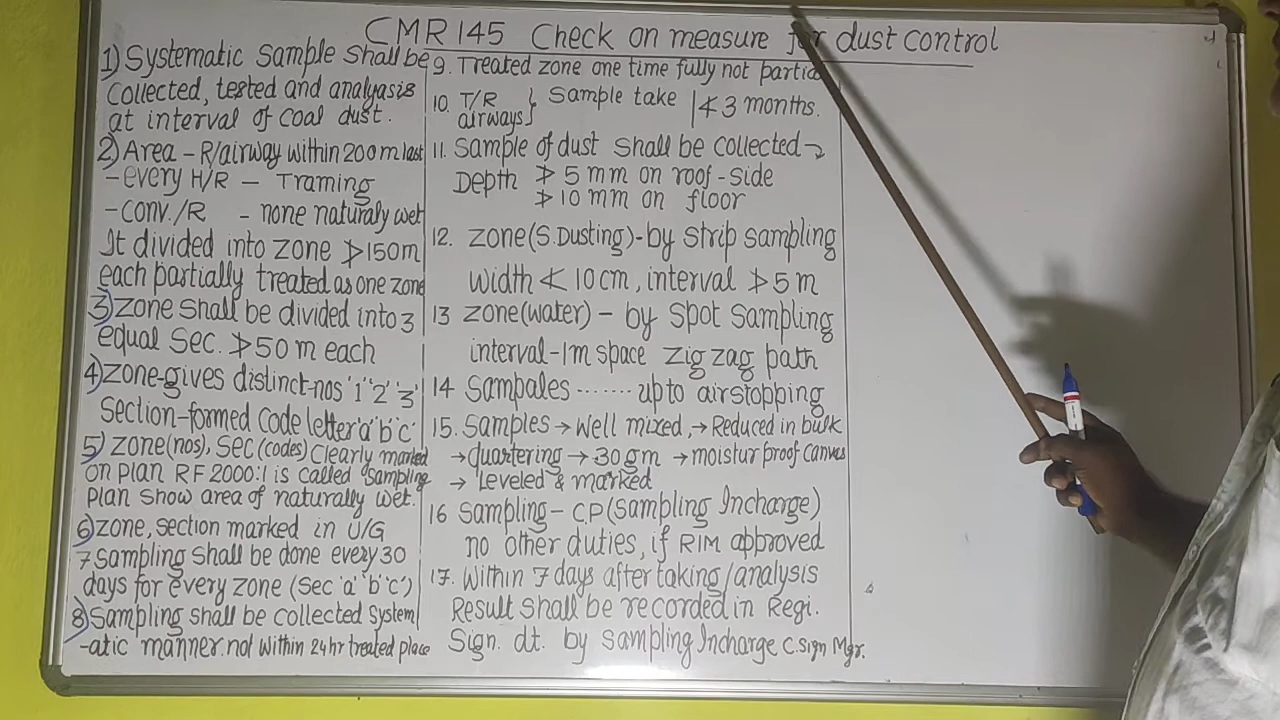 CMR 145 Check on measure for dust control
1) Systematic Sample Shall be
Collected, tested and analyasis
at interval of coal dust.
2) Area - R/airway within 200 m last
- every H/R - Traming
- Conv./R - none naturaly wet
It divided into zone ≯ 150m
each partially treated as one zone
3) Zone shall be divided into 3
equal Sec. ≯ 50 m each
4) Zone-gives distinct-nos '1' '2' '3'
Section-formed Code letter 'a' 'b' 'c'
5) Zone(nos), Sec (codes) Clearly marked
on plan RF 2000:1 is called 'Sampling
plan show area of naturally wet.
6) Zone, section marked in U/G
7 Sampling shall be done every 30
days for every zone (Sec 'a' 'b' 'c')
8) Sampling shall be collected System
-atic manner. not within 24 hr treated place
9. Treated zone one time fully not partia
10. T/R airways } Sample take | ≮ 3 months.
11. Sample of dust shall be collected →
Depth ≯ 5 mm on roof-side
≯ 10 mm on floor
12. Zone (S.Dusting)-by strip sampling
width ≮ 10cm, interval ≯ 5 m
13 Zone(water) - by Spot Sampling
interval-1m space zig zag path
14 Sambales ....... upto airstopping
15. Samples → Well mixed, → Reduced in bulk
→ quartering → 30 gm → moistur proof canvas
→ Leveled & marked
16 Sampling - C.P (Sampling Incharge)
no other duties, if RIM approved
17. Within 7 days after taking/analysis
Result shall be recorded in Regi.
Sign. dt. by Sampling Incharge C.sign Mgr.